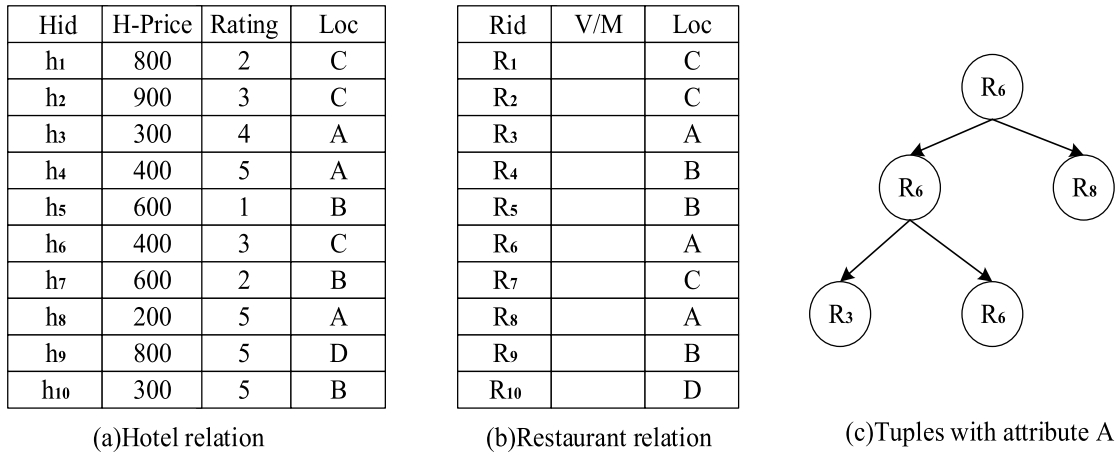 Hid H-Price Rating Loc
h1 800 2 C
h2 900 3 C
h3 300 4 A
h4 400 5 A
h5 600 1 B
h6 400 3 C
h7 600 2 B
h8 200 5 A
h9 800 5 D
h10 300 5 B
(a)Hotel relation
Rid V/M Loc
R1 C
R2 C
R3 A
R4 B
R5 B
R6 A
R7 C
R8 A
R9 B
R10 D
(b)Restaurant relation
R6
R6 R8
R3 R6
(c)Tuples with attribute A